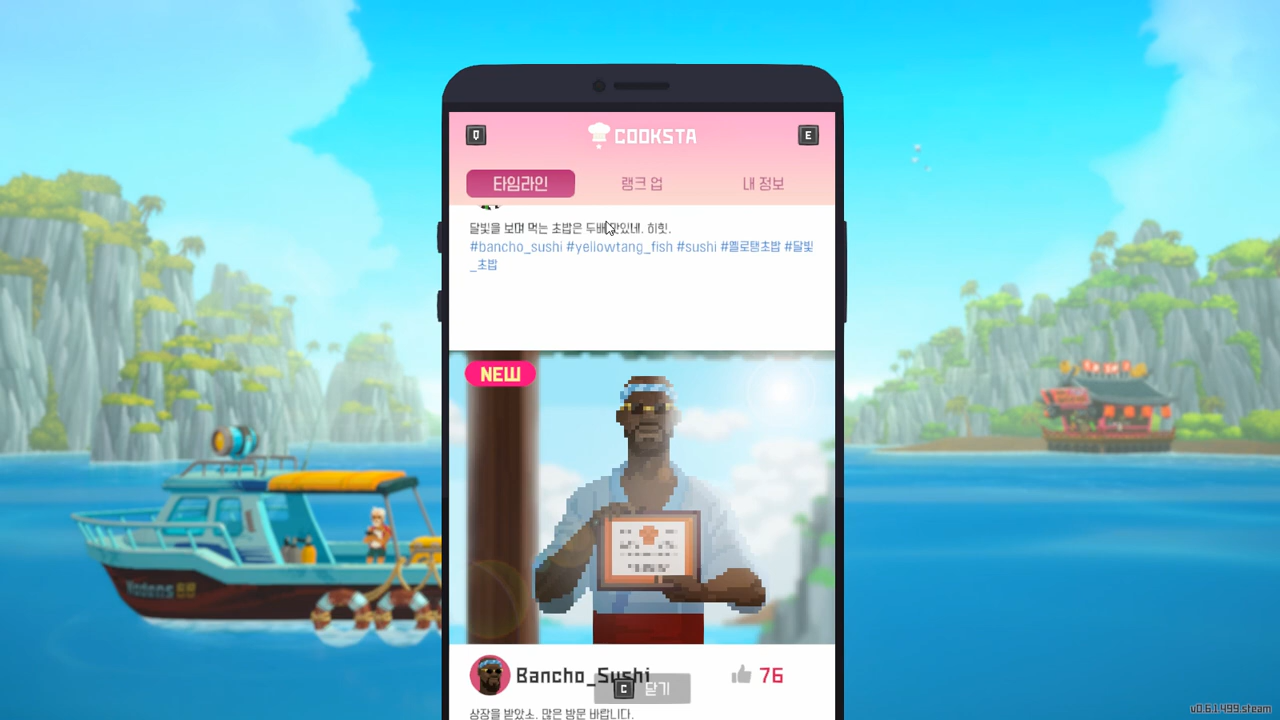 Q
COOKSTA
E
타임라인
랭크 업
내 정보
달빛을 보며 먹는 초밥은 두배 맛있네. 히힛.
#bancho_sushi #yellowtang_fish #sushi #옐로탱초밥 #달빛
_초밥
NEW
Bancho_Sushi
76
C 닫기
상장을 받았소. 많은 방문 바랍니다.
v0.6.1.499.steam